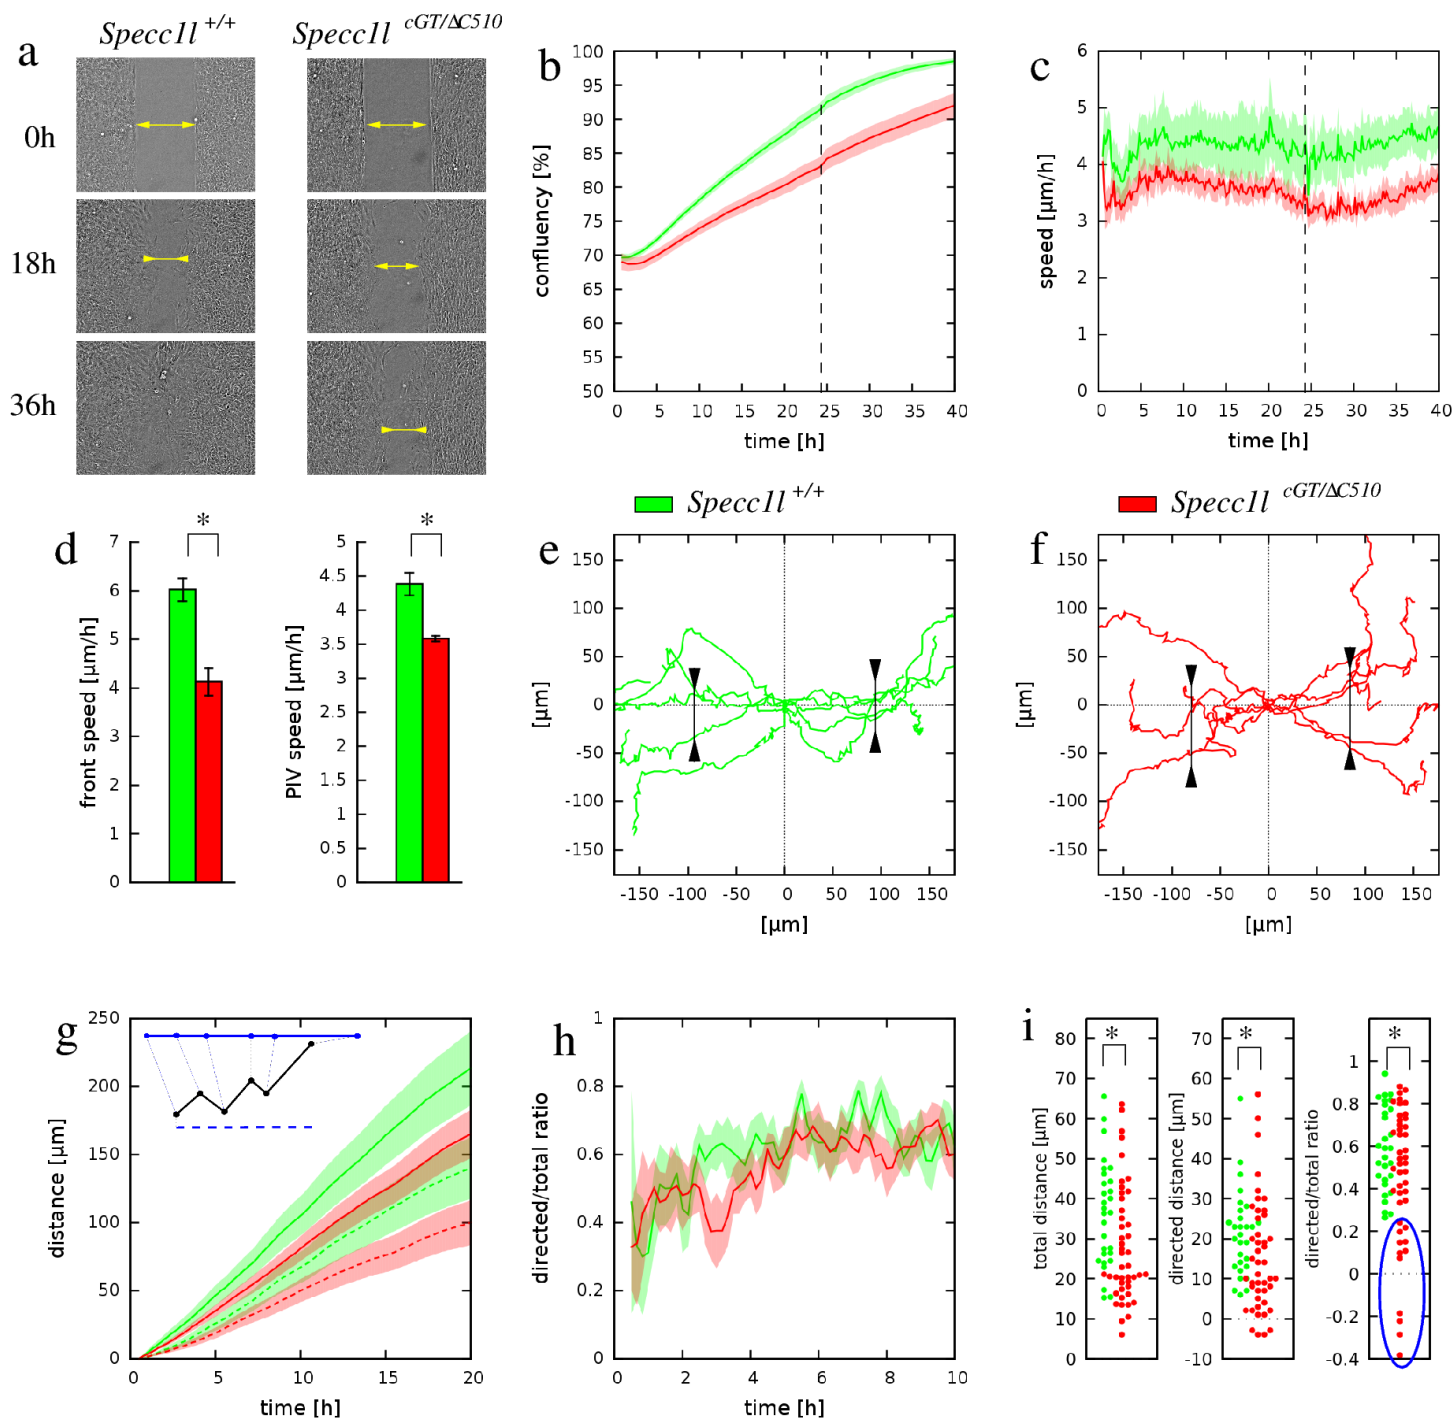 Specc1l +/+
Specc1l cGT/ΔC510
a
0h
18h
36h
b
100
95
90
85
80
75
70
65
60
55
50
confluency [%]
0 5 10 15 20 25 30 35 40
time [h]
c
6
5
4
3
2
1
0
speed [µm/h]
0 5 10 15 20 25 30 35 40
time [h]
Specc1l +/+
Specc1l cGT/ΔC510
d
*
7
6
5
4
3
2
1
0
front speed [µm/h]
*
5
4.5
4
3.5
3
2.5
2
1.5
1
0.5
0
PIV speed [µm/h]
e
150
100
50
0
-50
-100
-150
[µm]
-150 -100 -50 0 50 100 150
[µm]
f
150
100
50
0
-50
-100
-150
[µm]
-150 -100 -50 0 50 100 150
[µm]
g
250
200
150
100
50
0
distance [µm]
0 5 10 15 20
time [h]
h
1
0.8
0.6
0.4
0.2
0
directed/total ratio
0 2 4 6 8 10
time [h]
i
*
80
70
60
50
40
30
20
10
0
total distance [µm]
*
70
60
50
40
30
20
10
0
-10
directed distance [µm]
*
1
0.8
0.6
0.4
0.2
0
-0.2
-0.4
directed/total ratio